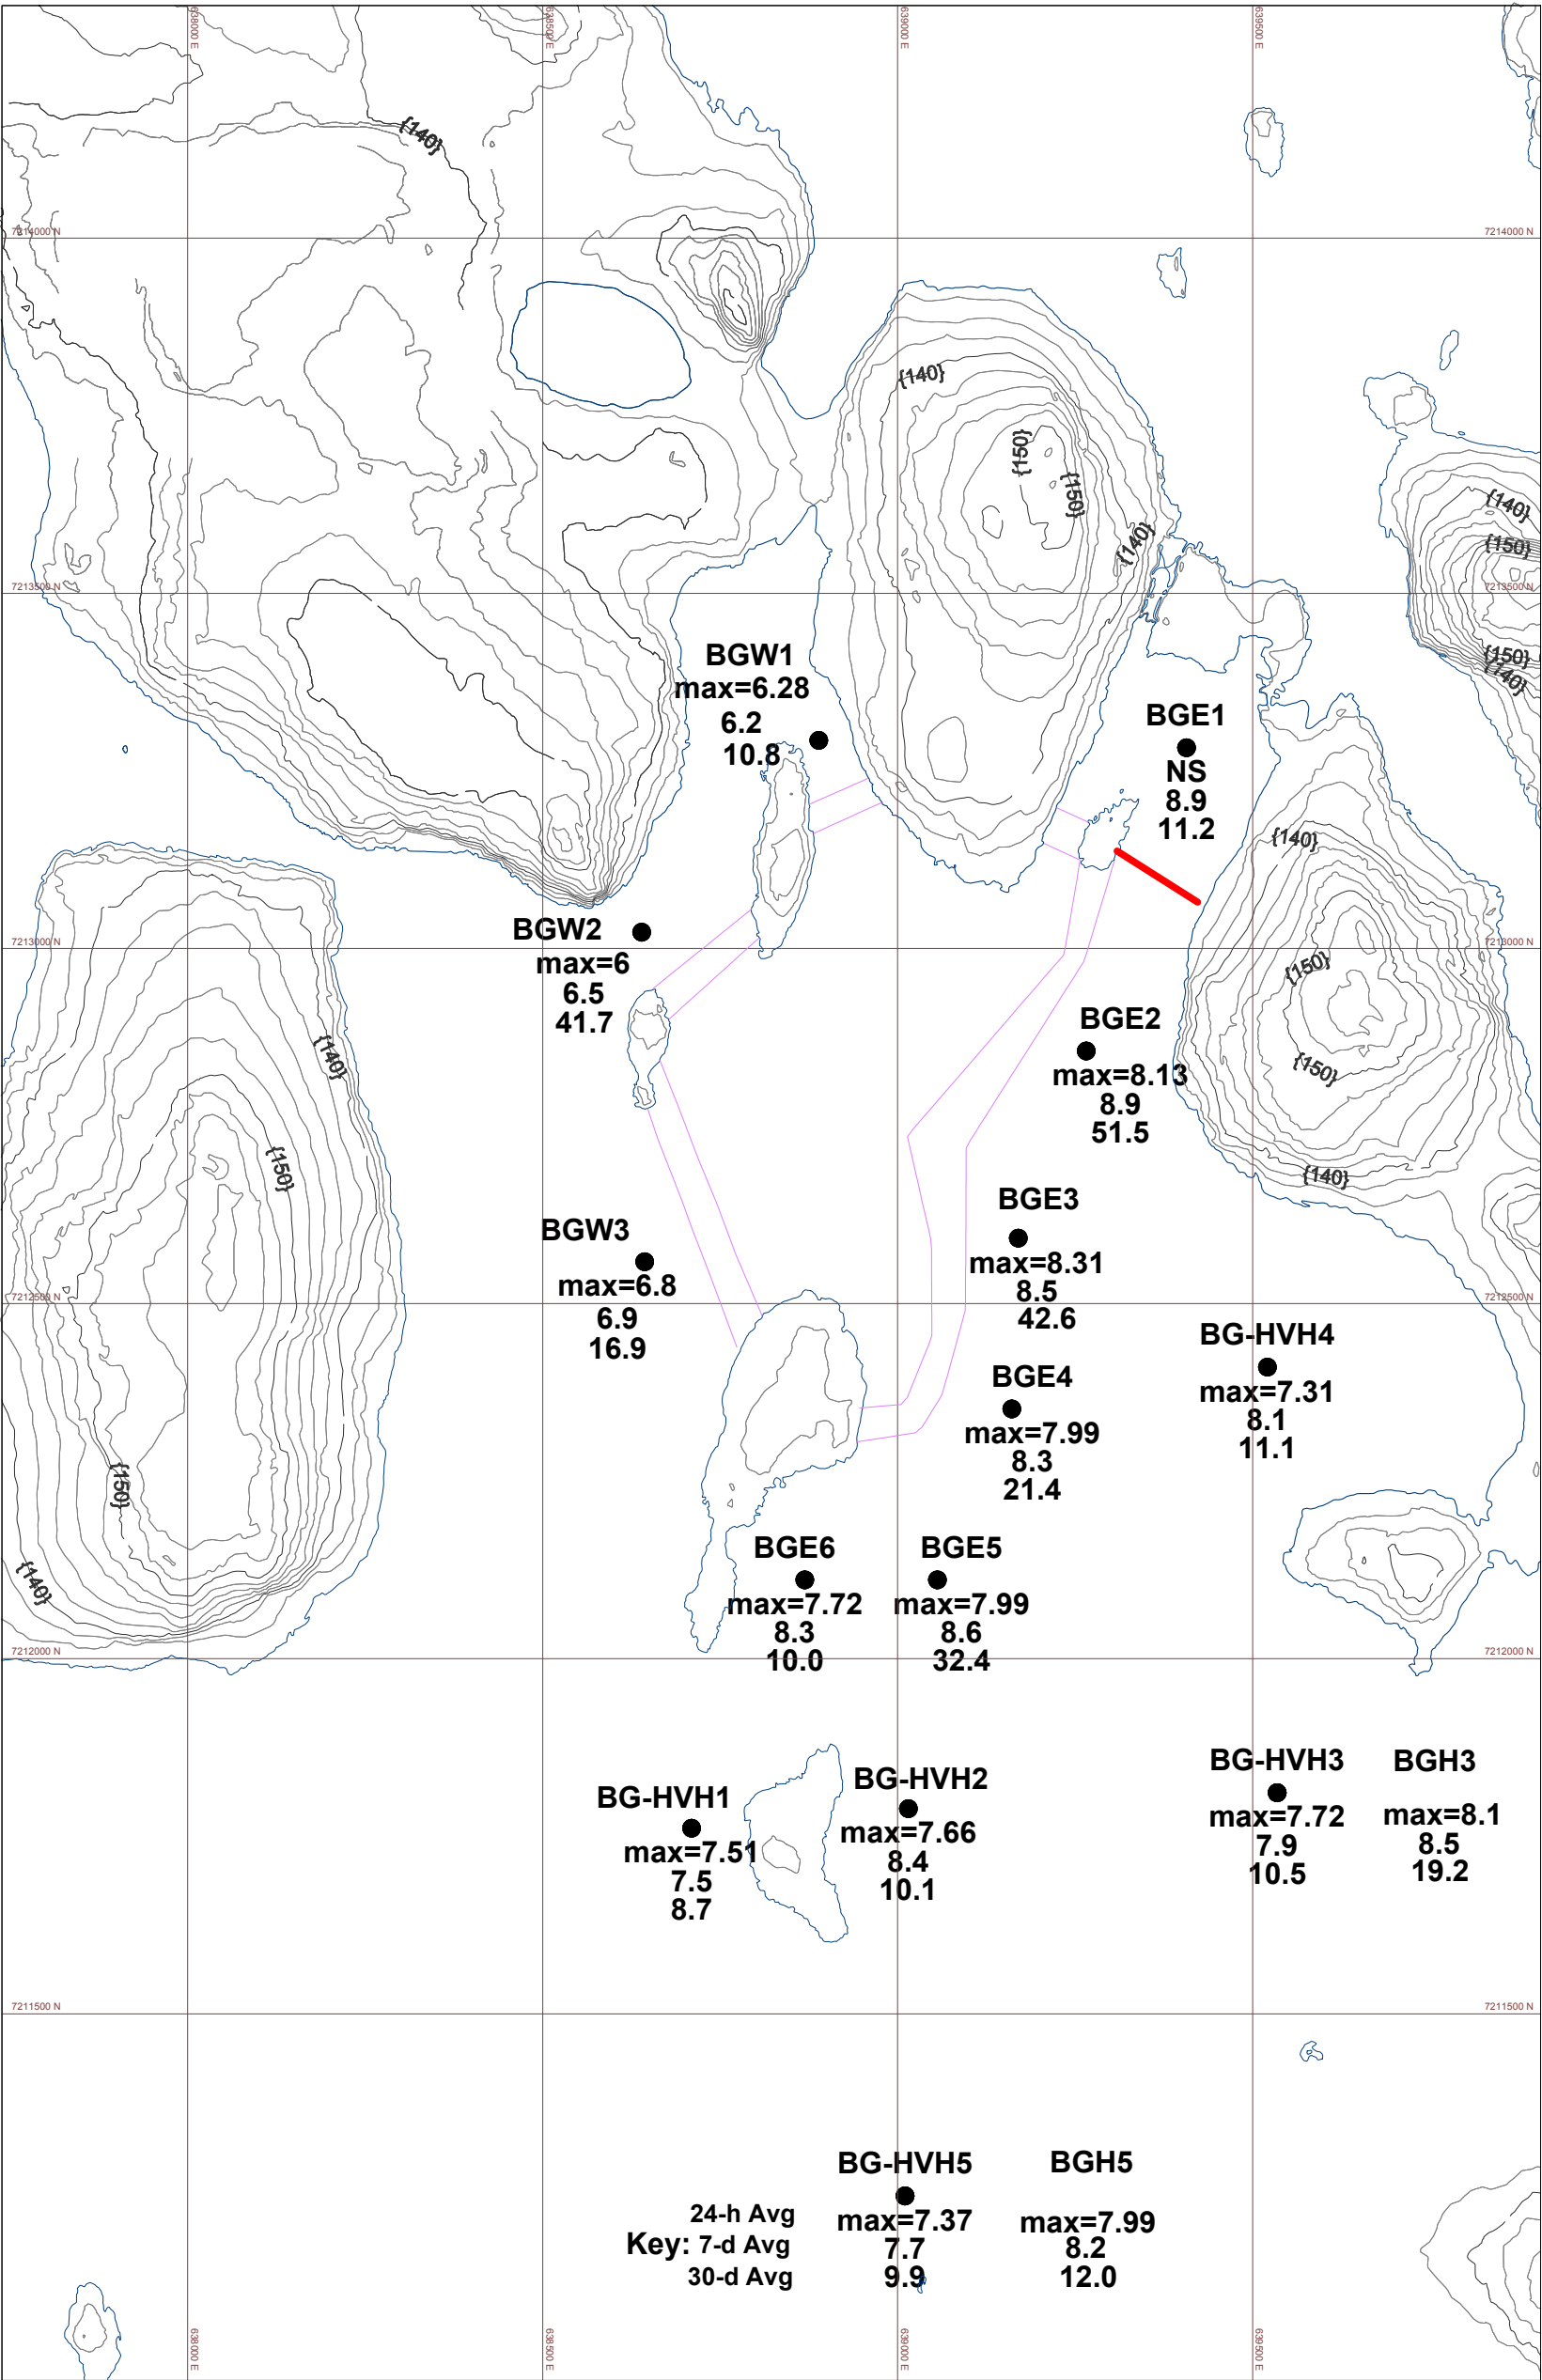 638000 E
638500 E
639000 E
639500 E
{140}
7214000 N
7214000 N
{140}
{150}
{150}
{140}
{140}
{150}
7213500 N
7213500 N
{150}
{140}
BGW1
max=6.28
6.2
10.8
BGE1
NS
8.9
11.2
{140}
BGW2
max=6
6.5
41.7
7213000 N
7213000 N
{150}
{150}
{140}
BGE2
max=8.13
8.9
51.5
{150}
{140}
BGW3
max=6.8
6.9
16.9
BGE3
max=8.31
8.5
42.6
7212500 N
7212500 N
BG-HVH4
max=7.31
8.1
11.1
BGE4
max=7.99
8.3
21.4
{150}
{140}
BGE6
max=7.72
8.3
10.0
BGE5
max=7.99
8.6
32.4
7212000 N
7212000 N
BG-HVH1
max=7.51
7.5
8.7
BG-HVH2
max=7.66
8.4
10.1
BG-HVH3
max=7.72
7.9
10.5
BGH3
max=8.1
8.5
19.2
7211500 N
7211500 N
24-h Avg
Key: 7-d Avg
30-d Avg
BG-HVH5
max=7.37
7.7
9.9
BGH5
max=7.99
8.2
12.0
638000 E
638500 E
639000 E
639500 E